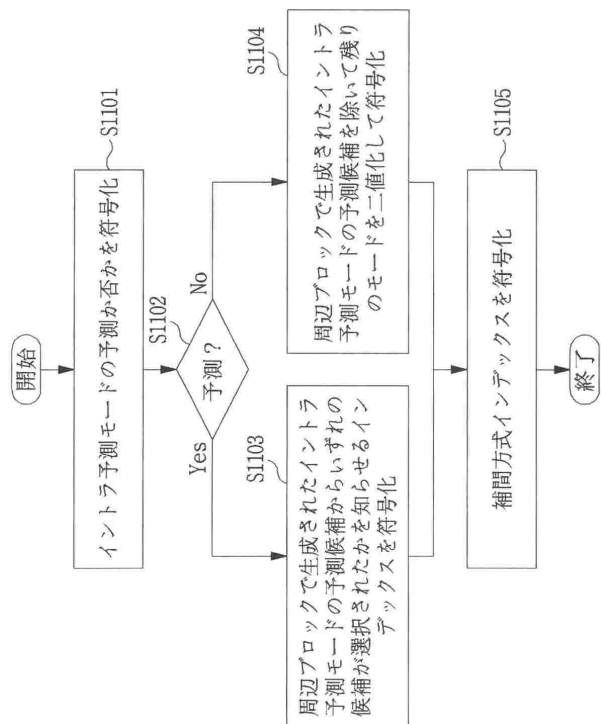 開始
S1101
イントラ予測モードの予測か否かを符号化
S1102
予測?
Yes
No
S1103
周辺ブロックで生成されたイントラ
予測モードの予測候補からいずれの
候補が選択されたかを知らせるイン
デックスを符号化
S1104
周辺ブロックで生成されたイントラ
予測モードの予測候補を除いて残り
のモードを二値化して符号化
S1105
補間方式インデックスを符号化
終了